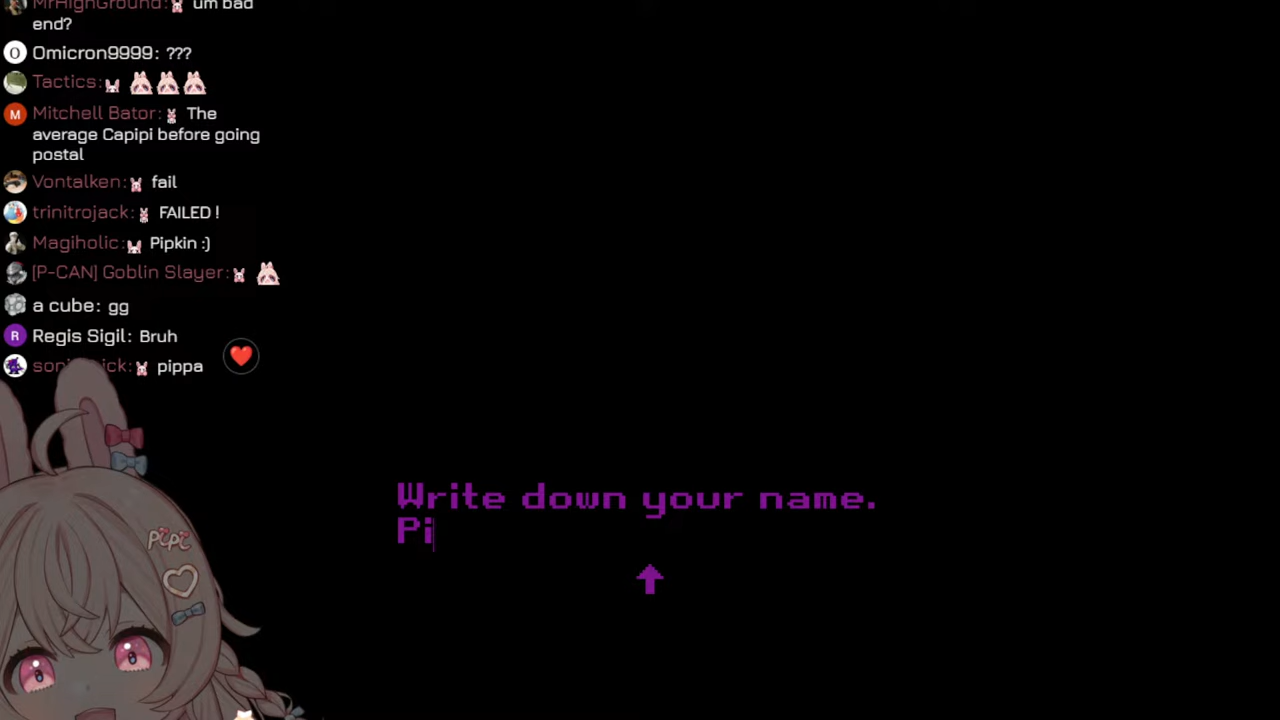 MrHighGround: um bad
end?
Omicron9999: ???
Tactics:
Mitchell Bator: The
average Capipi before going
postal
Vontalken: fail
trinitrojack: FAILED !
Magiholic: Pipkin :)
[P-CAN] Goblin Slayer:
a cube: gg
Regis Sigil: Bruh
pippa
PiPi
Write down your name.
Pi